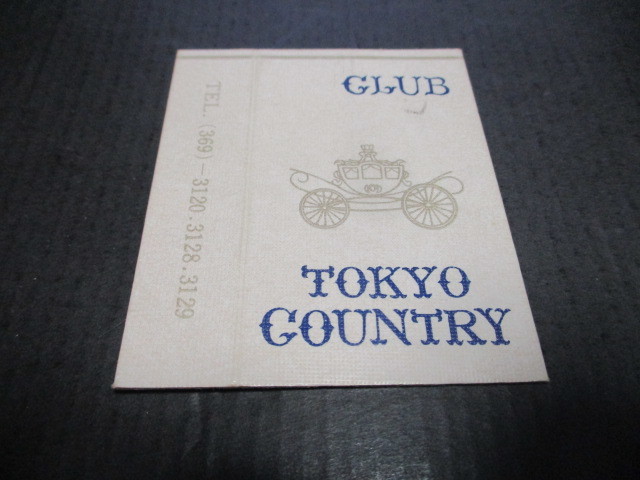 CLUB
TOKYO
COUNTRY
TEL. (369)-3120.3128.3129